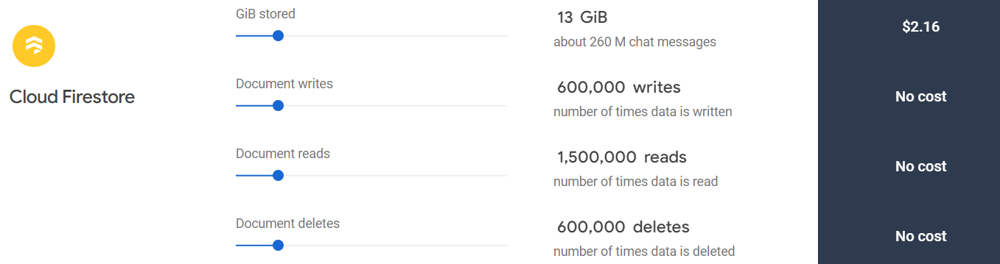 Cloud Firestore
GiB stored
13 GiB
about 260 M chat messages
$2.16
Document writes
600,000 writes
number of times data is written
No cost
Document reads
1,500,000 reads
number of times data is read
No cost
Document deletes
600,000 deletes
number of times data is deleted
No cost